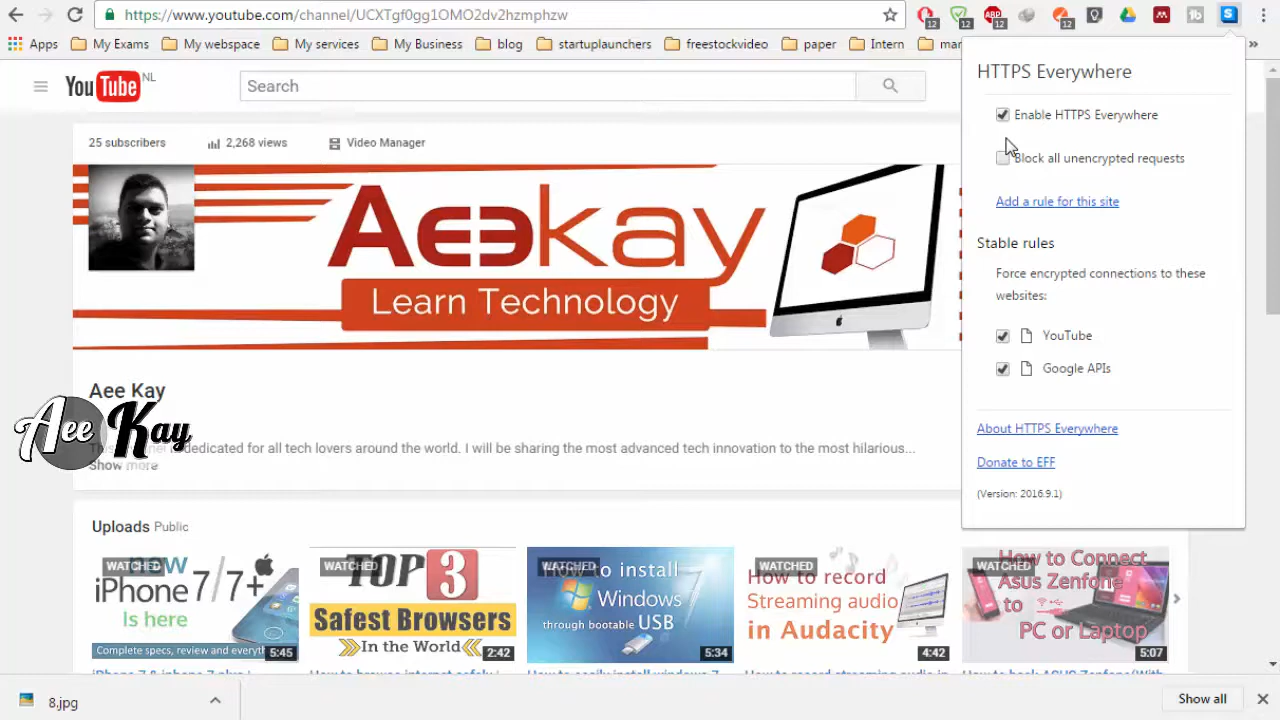 https://www.youtube.com/channel/UCXTgf0gg1OMO2dv2hzmphzw
12
12
ABP
12
12
Apps
My Exams
My webspace
My services
My Business
blog
startuplaunchers
freestockvideo
paper
Intern
YouTube NL
Search
25 subscribers
2,268 views
Video Manager
Aeekay
Learn Technology
Aee Kay
Aee Kay
is dedicated for all tech lovers around the world. I will be sharing the most advanced tech innovation to the most hilarious...
Show more
HTTPS Everywhere
Enable HTTPS Everywhere
Block all unencrypted requests
Add a rule for this site
Stable rules
Force encrypted connections to these
websites:
YouTube
Google APIs
About HTTPS Everywhere
Donate to EFF
(Version: 2016.9.1)
Uploads Public
WATCHED
new
iPhone 7/7+
Is here
Complete specs, review and everyth
5:45
WATCHED
TOP 3
Safest Browsers
In the World
2:42
WATCHED
How to install
Windows 7
through bootable USB
5:34
WATCHED
How to record
Streaming audio
in Audacity
4:42
WATCHED
How to Connect
Asus Zenfone
to
PC or Laptop
5:07
8.jpg
Show all